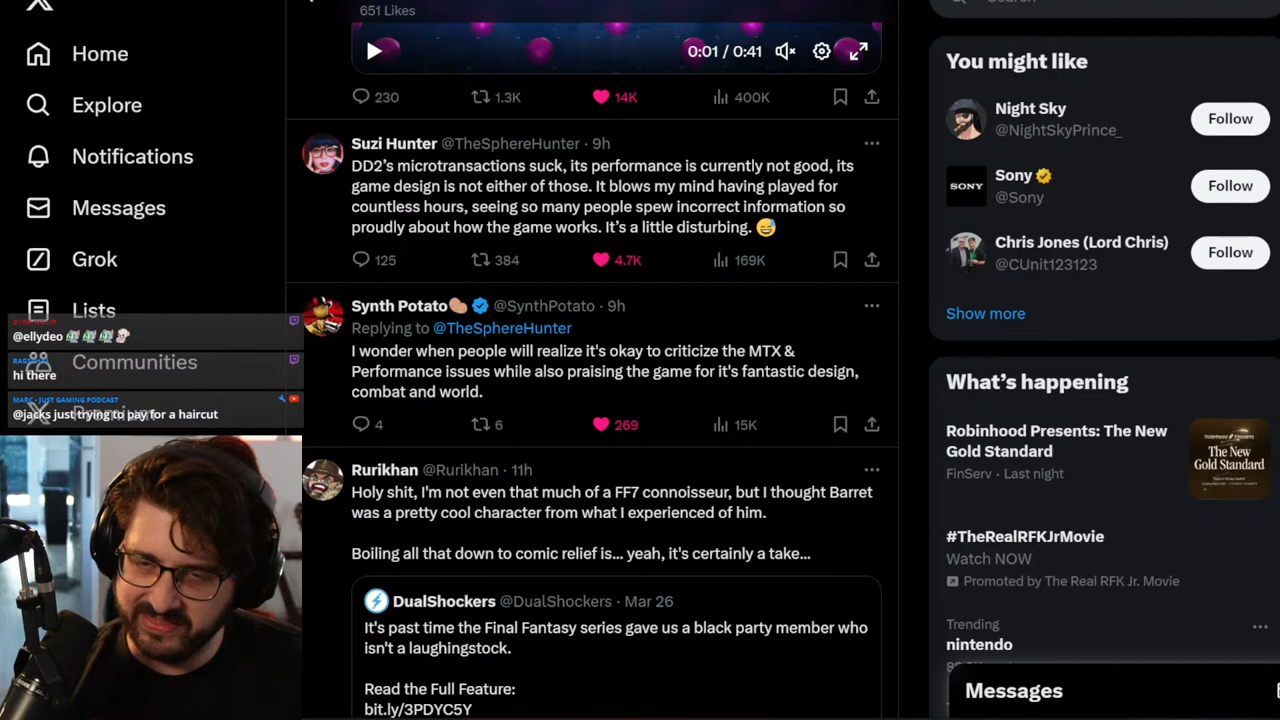 651 Likes
0:01 / 0:41
230
1.3K
14K
400K
Suzi Hunter @TheSphereHunter · 9h
DD2's microtransactions suck, its performance is currently not good, its
game design is not either of those. It blows my mind having played for
countless hours, seeing so many people spew incorrect information so
proudly about how the game works. It's a little disturbing. 😅
125
384
4.7K
169K
Synth Potato🥔 @SynthPotato · 9h
Replying to @TheSphereHunter
I wonder when people will realize it's okay to criticize the MTX &
Performance issues while also praising the game for it's fantastic design,
combat and world.
4
6
269
15K
Rurikhan @Rurikhan · 11h
Holy shit, I'm not even that much of a FF7 connoisseur, but I thought Barret
was a pretty cool character from what I experienced of him.
Boiling all that down to comic relief is... yeah, it's certainly a take...
DualShockers @DualShockers · Mar 26
It's past time the Final Fantasy series gave us a black party member who
isn't a laughingstock.
Read the Full Feature:
bit.ly/3PDYC5Y
Home
Explore
Notifications
Messages
Grok
Lists
Communities
@ellydeo
hi there
MARC - JUST GAMING PODCAST
@jacks just trying to pay for a haircut
Search
You might like
Night Sky
@NightSkyPrince_
Follow
SONY
Sony
@Sony
Follow
Chris Jones (Lord Chris)
@CUnit123123
Follow
Show more
What's happening
Robinhood Presents: The New
Gold Standard
FinServ · Last night
Robinhood Presents
The New
Gold Standard
#TheRealRFKJrMovie
Watch NOW
Promoted by The Real RFK Jr. Movie
Trending
nintendo
Messages